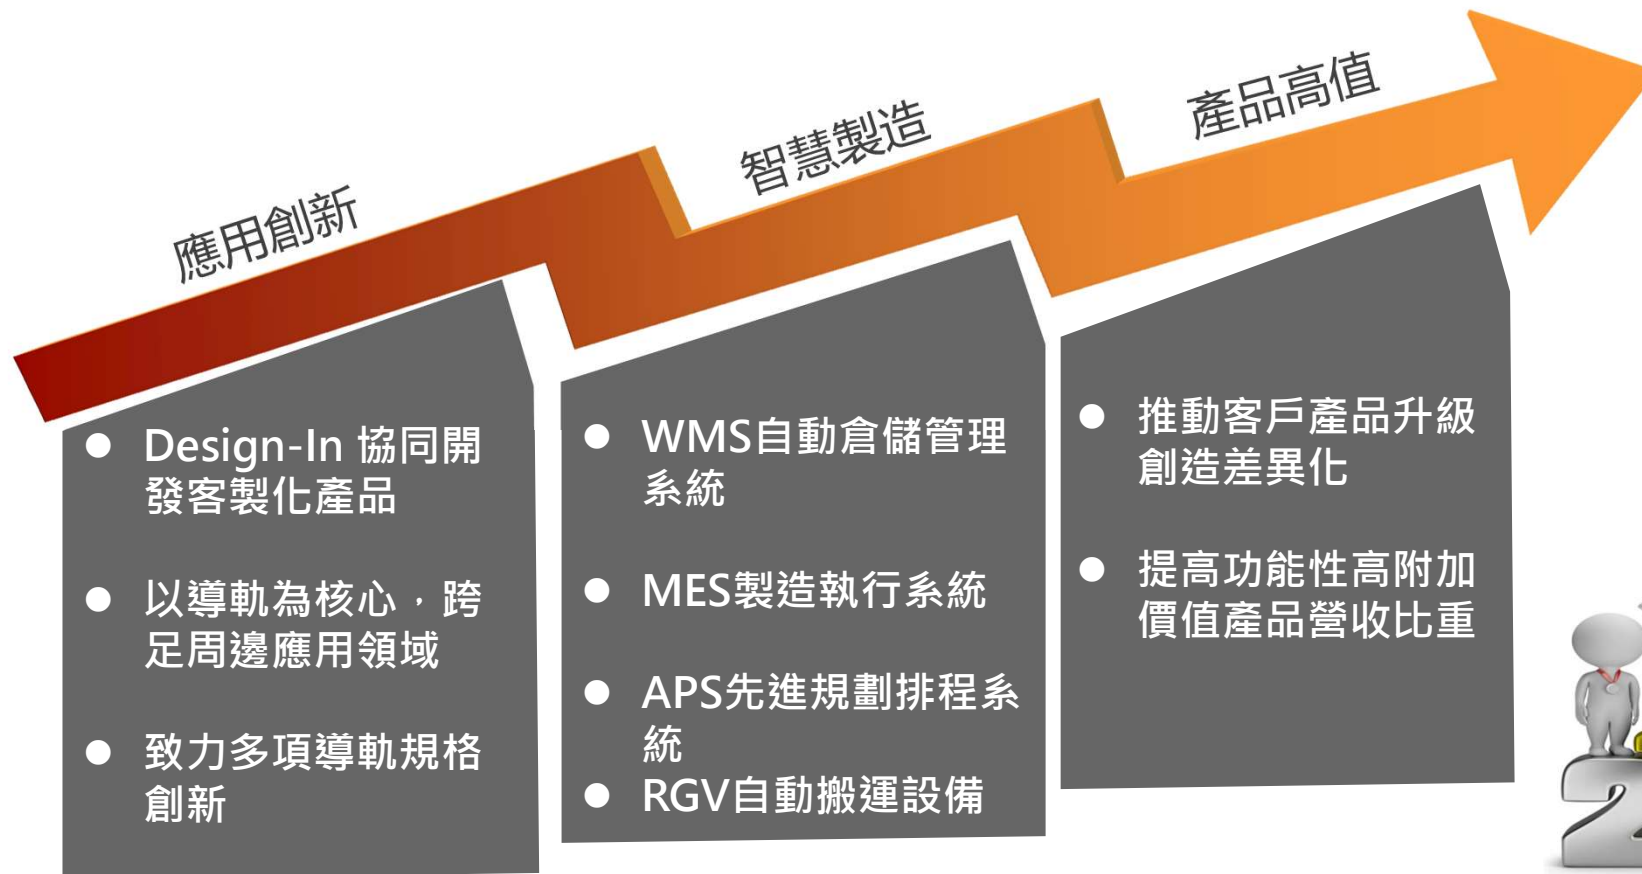 應用創新
智慧製造
產品高值
● Design-In 協同開
發客製化產品
● 以導軌為核心，跨
足周邊應用領域
● 致力多項導軌規格
創新
● WMS自動倉儲管理
系統
● MES製造執行系統
● APS先進規劃排程系
統
● RGV自動搬運設備
● 推動客戶產品升級
創造差異化
● 提高功能性高附加
價值產品營收比重
2